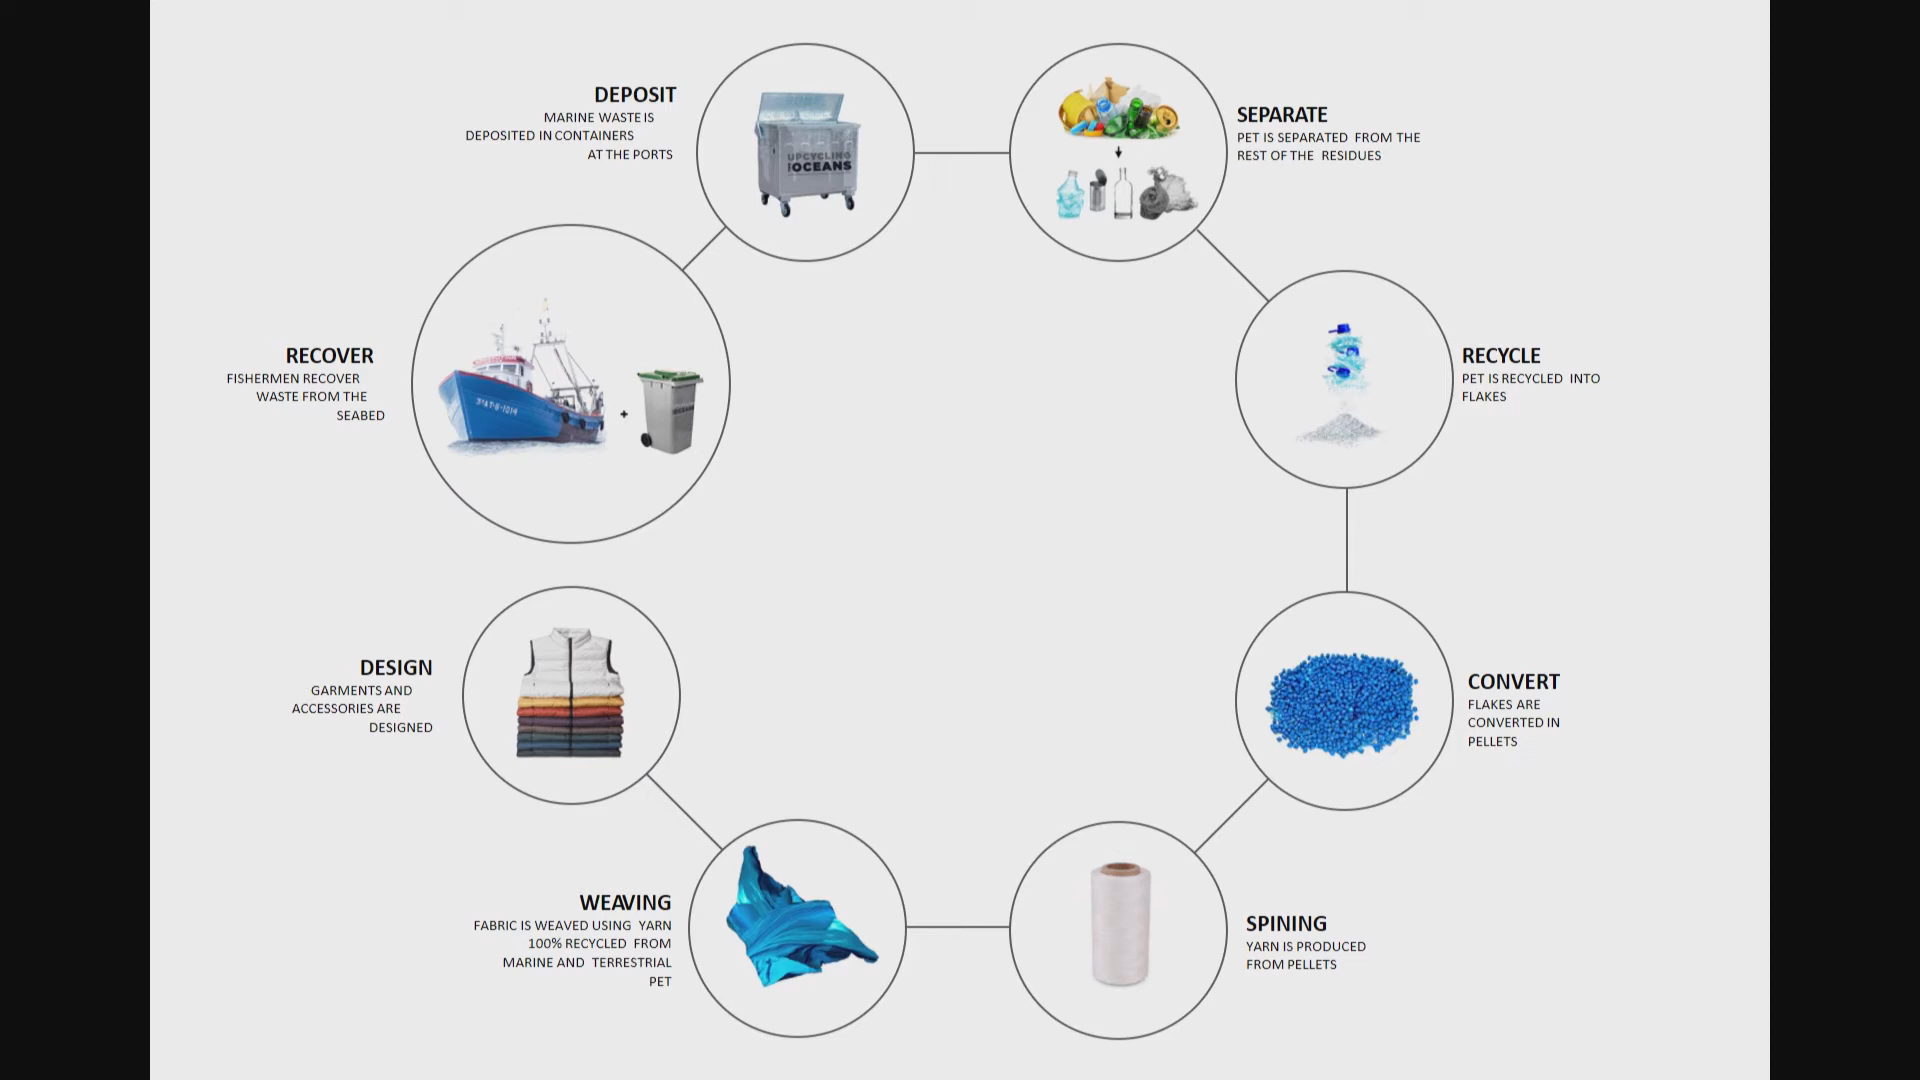 DEPOSIT
MARINE WASTE IS
DEPOSITED IN CONTAINERS
AT THE PORTS
UPCYCLING
THE OCEANS
SEPARATE
PET IS SEPARATED FROM THE
REST OF THE RESIDUES
RECOVER
FISHERMEN RECOVER
WASTE FROM THE
SEABED
RECYCLE
PET IS RECYCLED INTO
FLAKES
DESIGN
GARMENTS AND
ACCESSORIES ARE
DESIGNED
CONVERT
FLAKES ARE
CONVERTED IN
PELLETS
WEAVING
FABRIC IS WEAVED USING YARN
100% RECYCLED FROM
MARINE AND TERRESTRIAL
PET
SPINING
YARN IS PRODUCED
FROM PELLETS